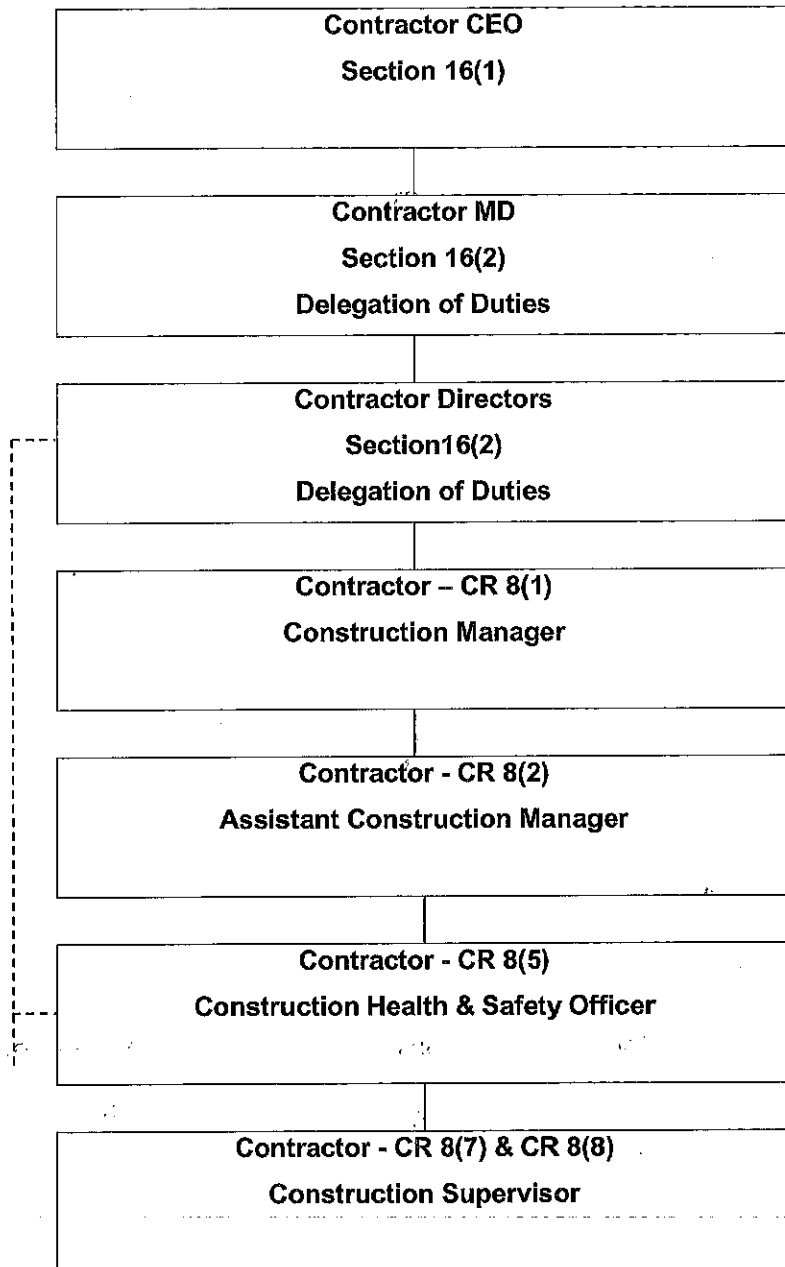 Contractor CEO
Section 16(1)
Contractor MD
Section 16(2)
Delegation of Duties
Contractor Directors
Section16(2)
Delegation of Duties
Contractor – CR 8(1)
Construction Manager
Contractor - CR 8(2)
Assistant Construction Manager
Contractor - CR 8(5)
Construction Health & Safety Officer
Contractor - CR 8(7) & CR 8(8)
Construction Supervisor